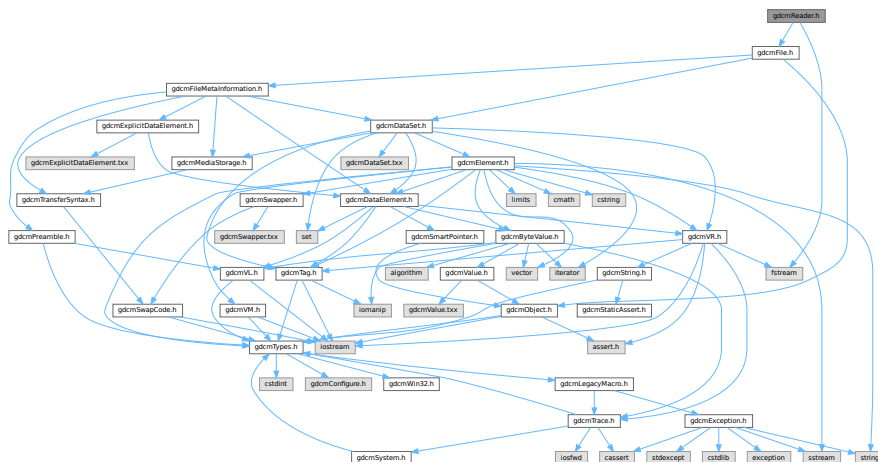 gdcmReader.h
gdcmFile.h
gdcmFileMetaInformation.h
gdcmExplicitDataElement.h
gdcmDataSet.h
gdcmExplicitDataElement.txx
gdcmMediaStorage.h
gdcmDataSet.txx
gdcmElement.h
gdcmTransferSyntax.h
gdcmSwapper.h
gdcmDataElement.h
limits
cmath
cstring
gdcmPreamble.h
gdcmSwapper.txx
set
gdcmSmartPointer.h
gdcmByteValue.h
gdcmVR.h
gdcmVL.h
gdcmTag.h
algorithm
gdcmValue.h
vector
iterator
gdcmString.h
fstream
gdcmSwapCode.h
gdcmVM.h
iomanip
gdcmValue.txx
gdcmObject.h
gdcmStaticAssert.h
gdcmTypes.h
iostream
assert.h
cstdint
gdcmConfigure.h
gdcmWin32.h
gdcmLegacyMacro.h
gdcmTrace.h
gdcmException.h
gdcmSystem.h
iosfwd
cassert
stdexcept
cstdlib
exception
sstream
string